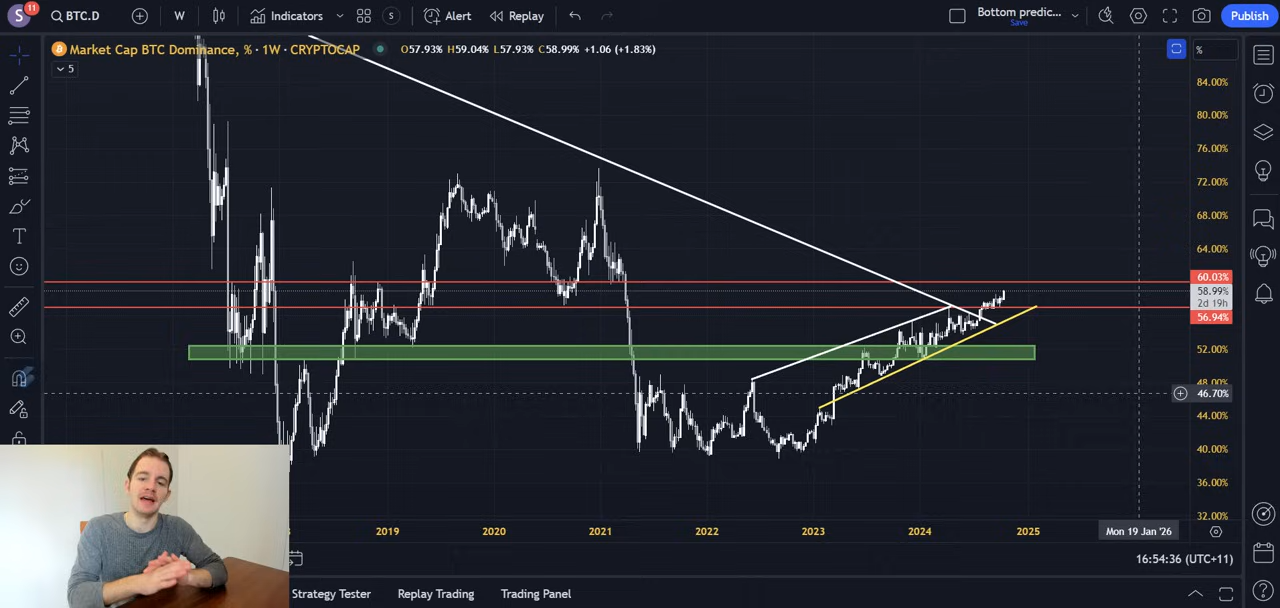 S 11 BTC.D W Indicators S Alert Replay Bottom predic... Save Publish
Market Cap BTC Dominance, % · 1W · CRYPTOCAP O57.93% H59.04% L57.93% C58.99% +1.06 (+1.83%) %
5
84.00%
80.00%
76.00%
72.00%
68.00%
64.00%
60.03%
58.99%
2d 19h
56.94%
52.00%
48.00%
46.70%
44.00%
40.00%
36.00%
32.00%
2019 2020 2021 2022 2023 2024 2025 Mon 19 Jan '26
16:54:36 (UTC+11)
Strategy Tester Replay Trading Trading Panel